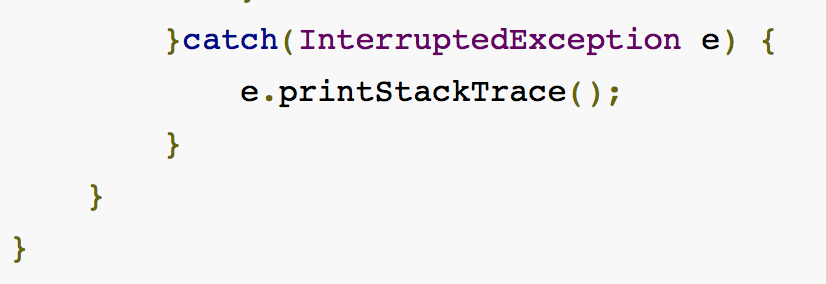 }catch(InterruptedException e) {
e.printStackTrace();
}
}
}